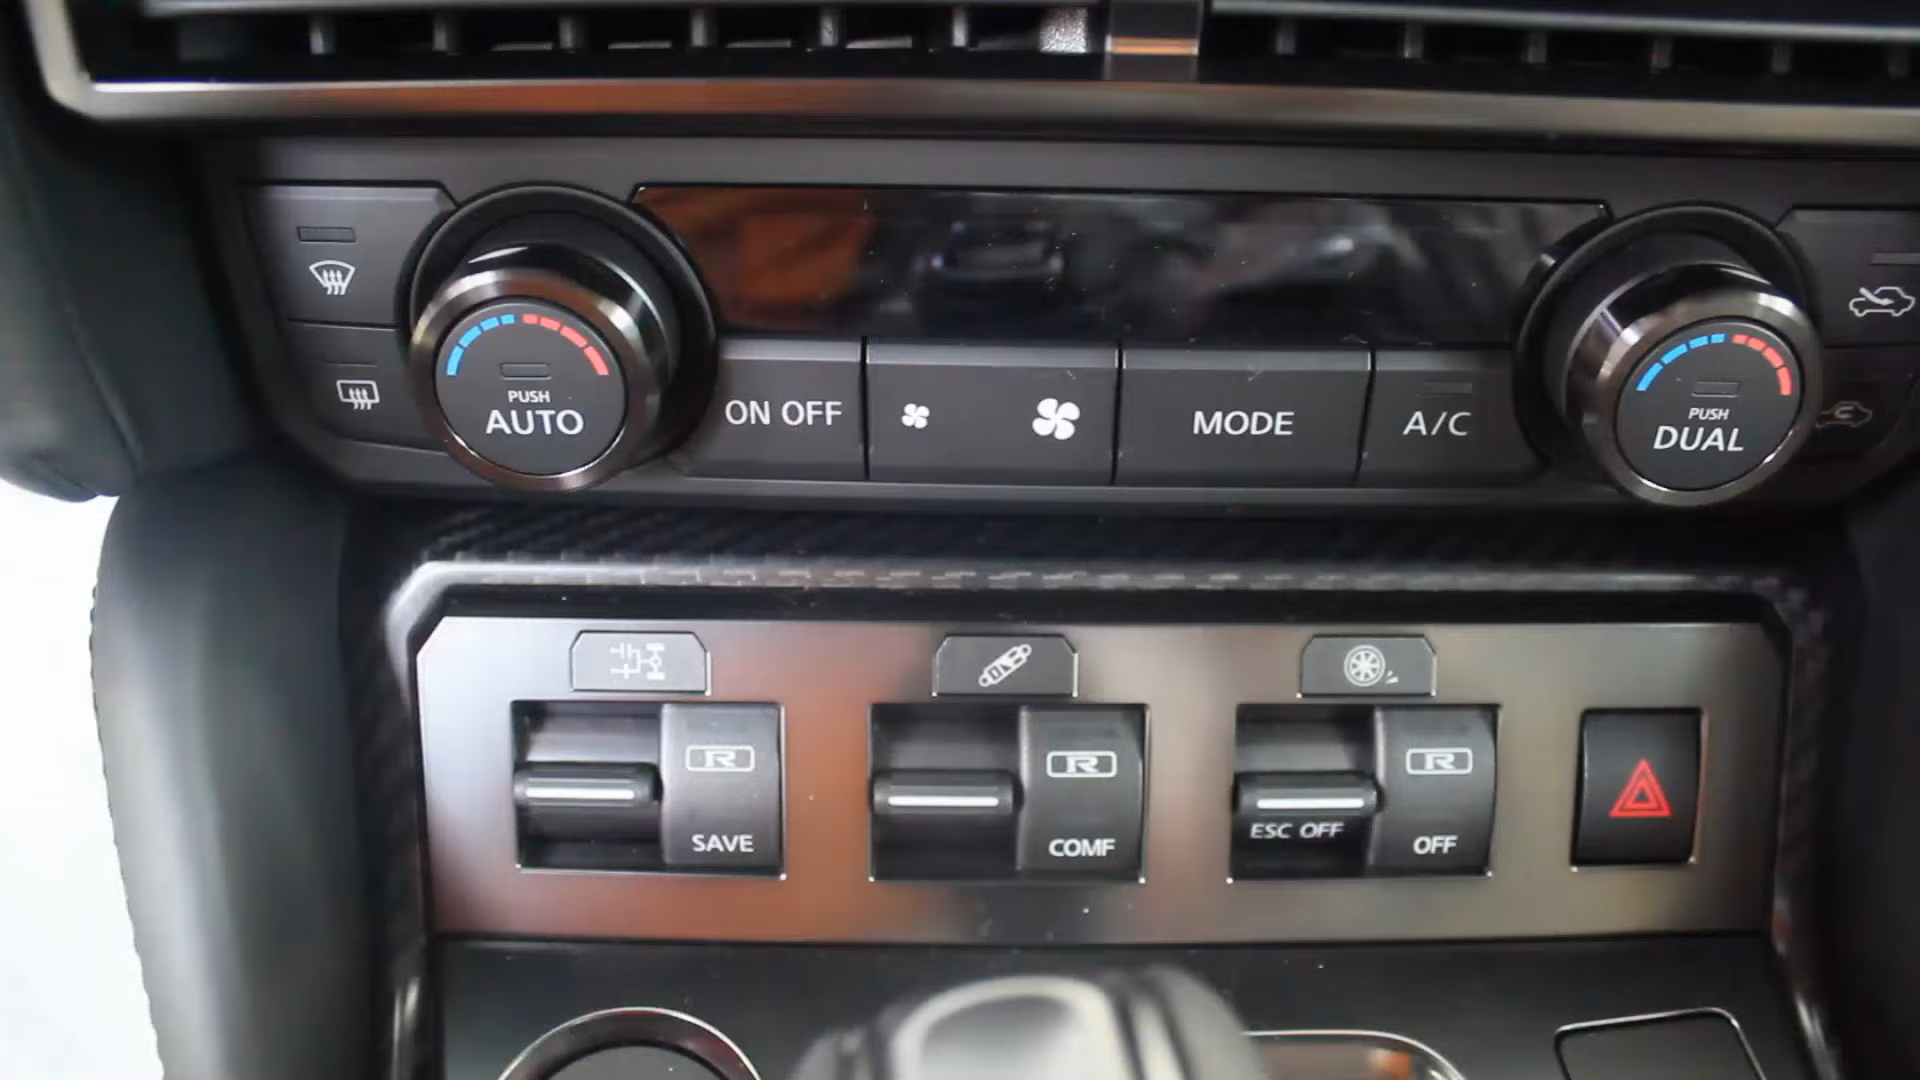 PUSH
AUTO
ON OFF
MODE
A/C
PUSH
DUAL
R
SAVE
R
COMF
ESC OFF
R
OFF